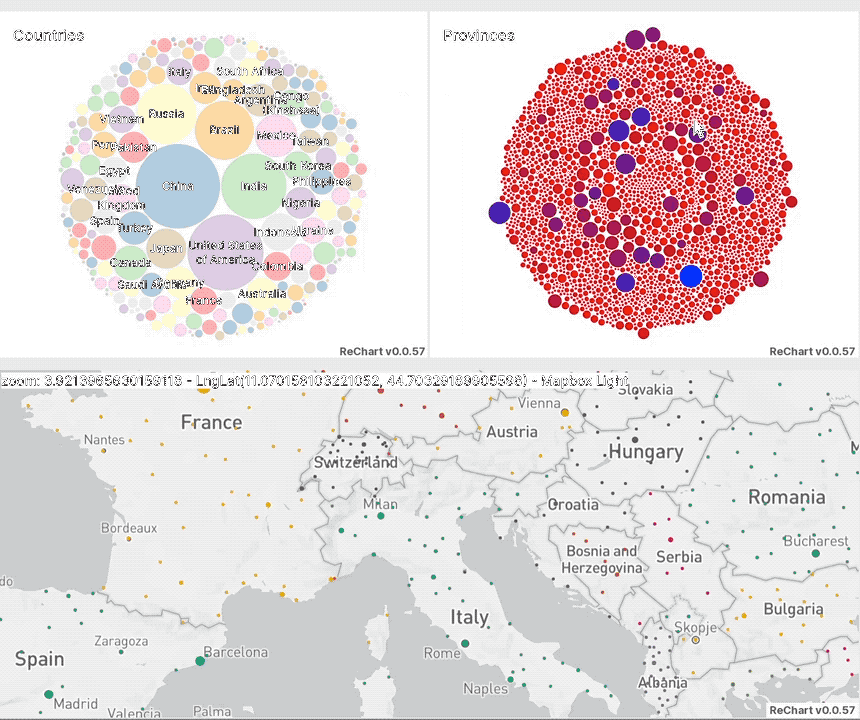 Countries
Italy
South Africa
Bangladesh
Argentina
Congo
(Kinshasa)
Russia
Vietnam
Brazil
Mexico
Taiwan
Peru
Pakistan
South Korea
Egypt
Philippines
China
India
Venezuela
United
Kingdom
Nigeria
Spain
Turkey
Indonesia
Ukraine
Japan
United States
of America
Canada
Colombia
Saudi Arabia
Germany
Australia
France
ReChart v0.0.57
Provinces
ReChart v0.0.57
zoom: 3.9213965630159113 - LngLat(11.070158103221052, 44.70329189905596) - Mapbox Light
Slovakia
Vienna
France
Austria
Nantes
Hungary
Switzerland
Romania
Milan
Croatia
Bordeaux
Bucharest
Bosnia and
Herzegovina
Serbia
Bulgaria
Italy
Skopje
Zaragoza
Barcelona
Rome
Spain
Albania
Naples
Madrid
Valencia
Palma
ReChart v0.0.57